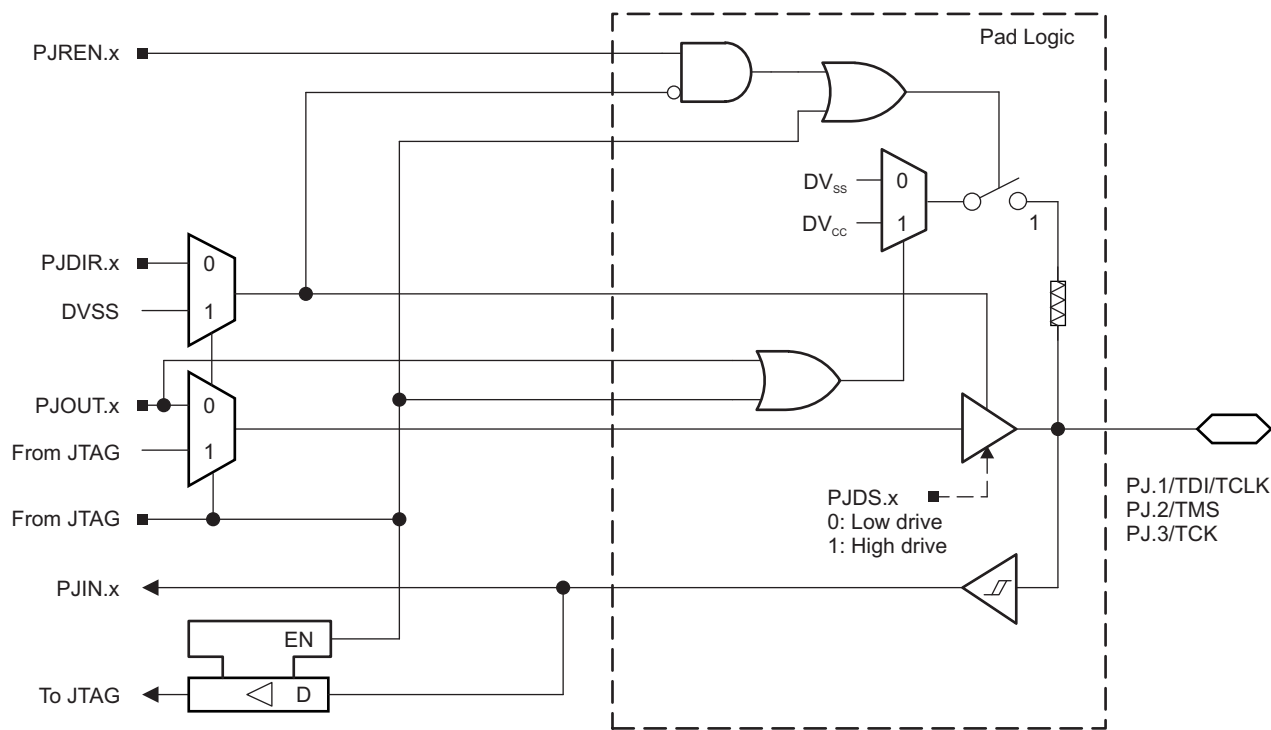 Pad Logic
PJREN.x
DVSS
0
DVCC
1
1
PJDIR.x
0
DVSS
1
PJOUT.x
0
From JTAG
1
PJDS.x
0: Low drive
1: High drive
PJ.1/TDI/TCLK
PJ.2/TMS
PJ.3/TCK
From JTAG
PJIN.x
EN
To JTAG
D